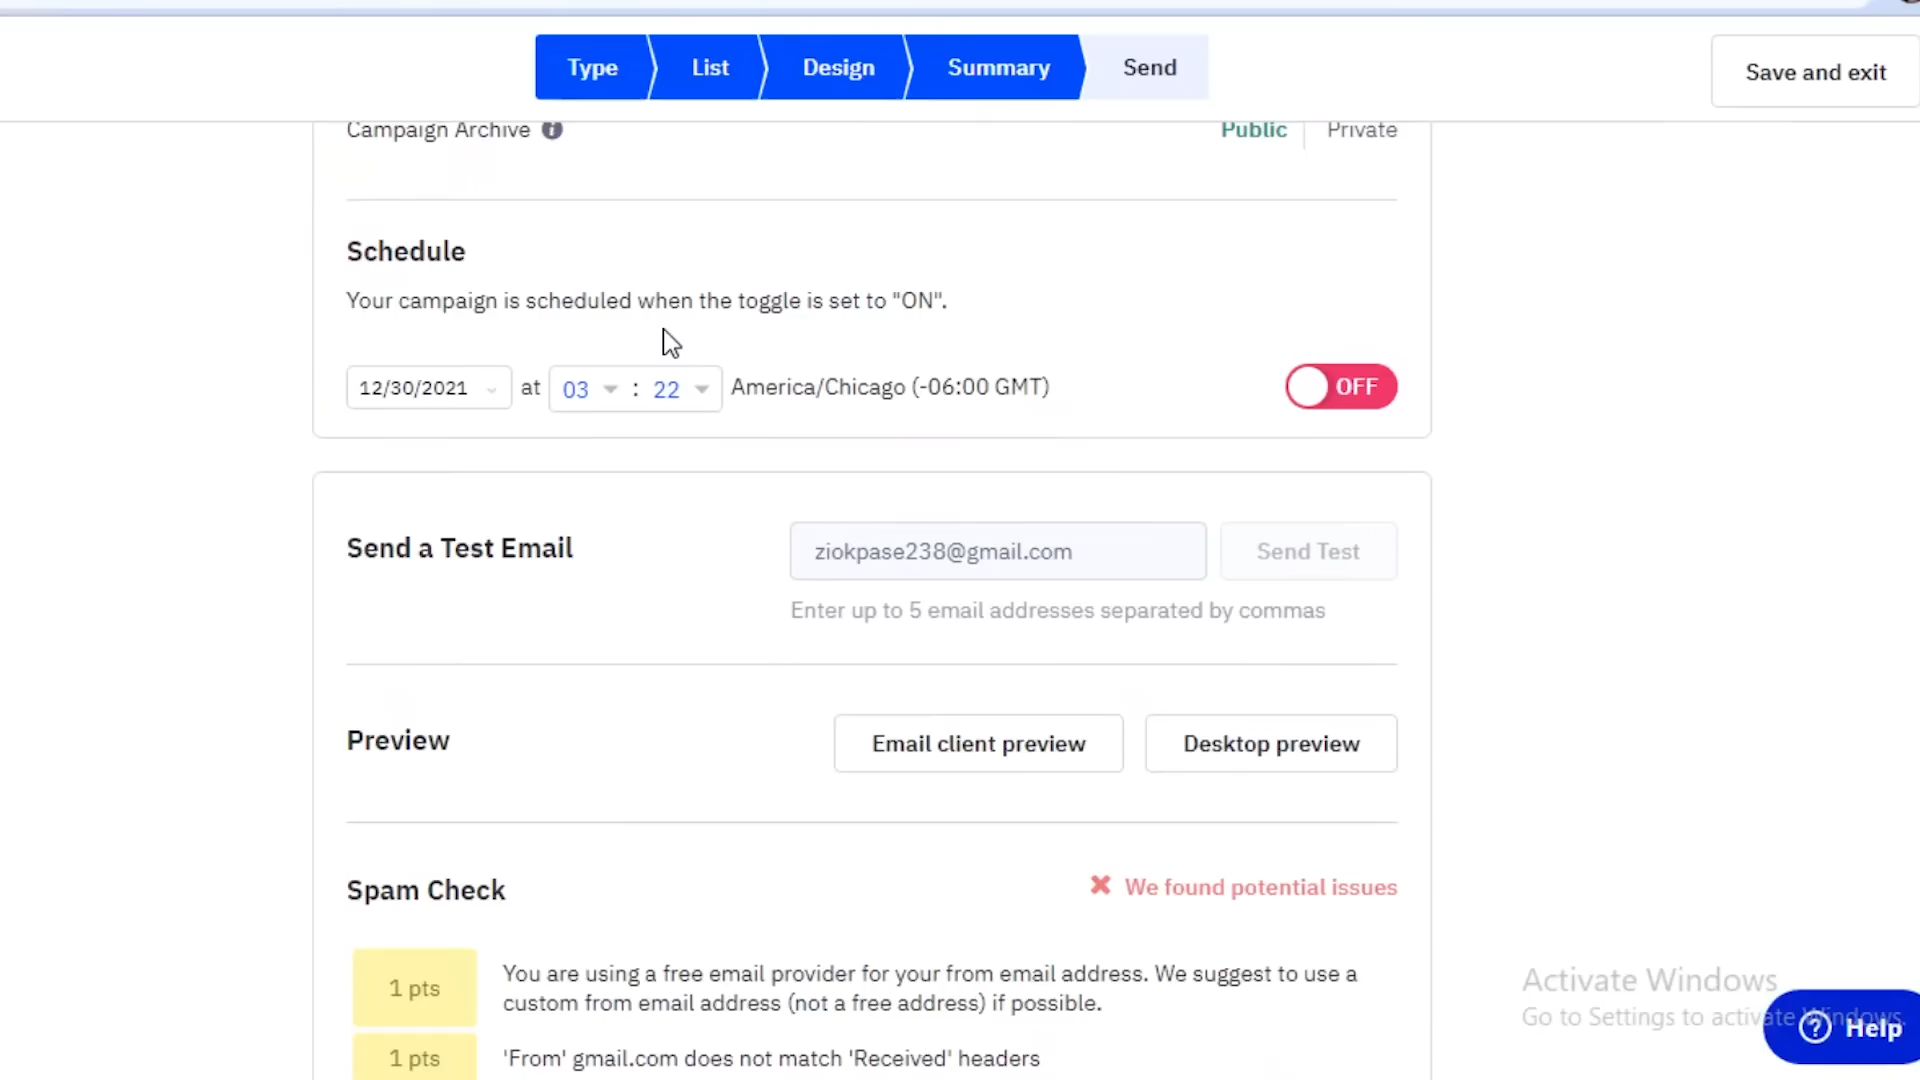 Type
List
Design
Summary
Send
Save and exit
Campaign Archive
Public
Private
Schedule
Your campaign is scheduled when the toggle is set to "ON".
12/30/2021 at 03 : 22 America/Chicago (-06:00 GMT)
OFF
Send a Test Email
ziokpase238@gmail.com
Send Test
Enter up to 5 email addresses separated by commas
Preview
Email client preview
Desktop preview
Spam Check
We found potential issues
1 pts
You are using a free email provider for your from email address. We suggest to use a
custom from email address (not a free address) if possible.
1 pts
'From' gmail.com does not match 'Received' headers
Activate Windows
Go to Settings to activate Windows.
Help